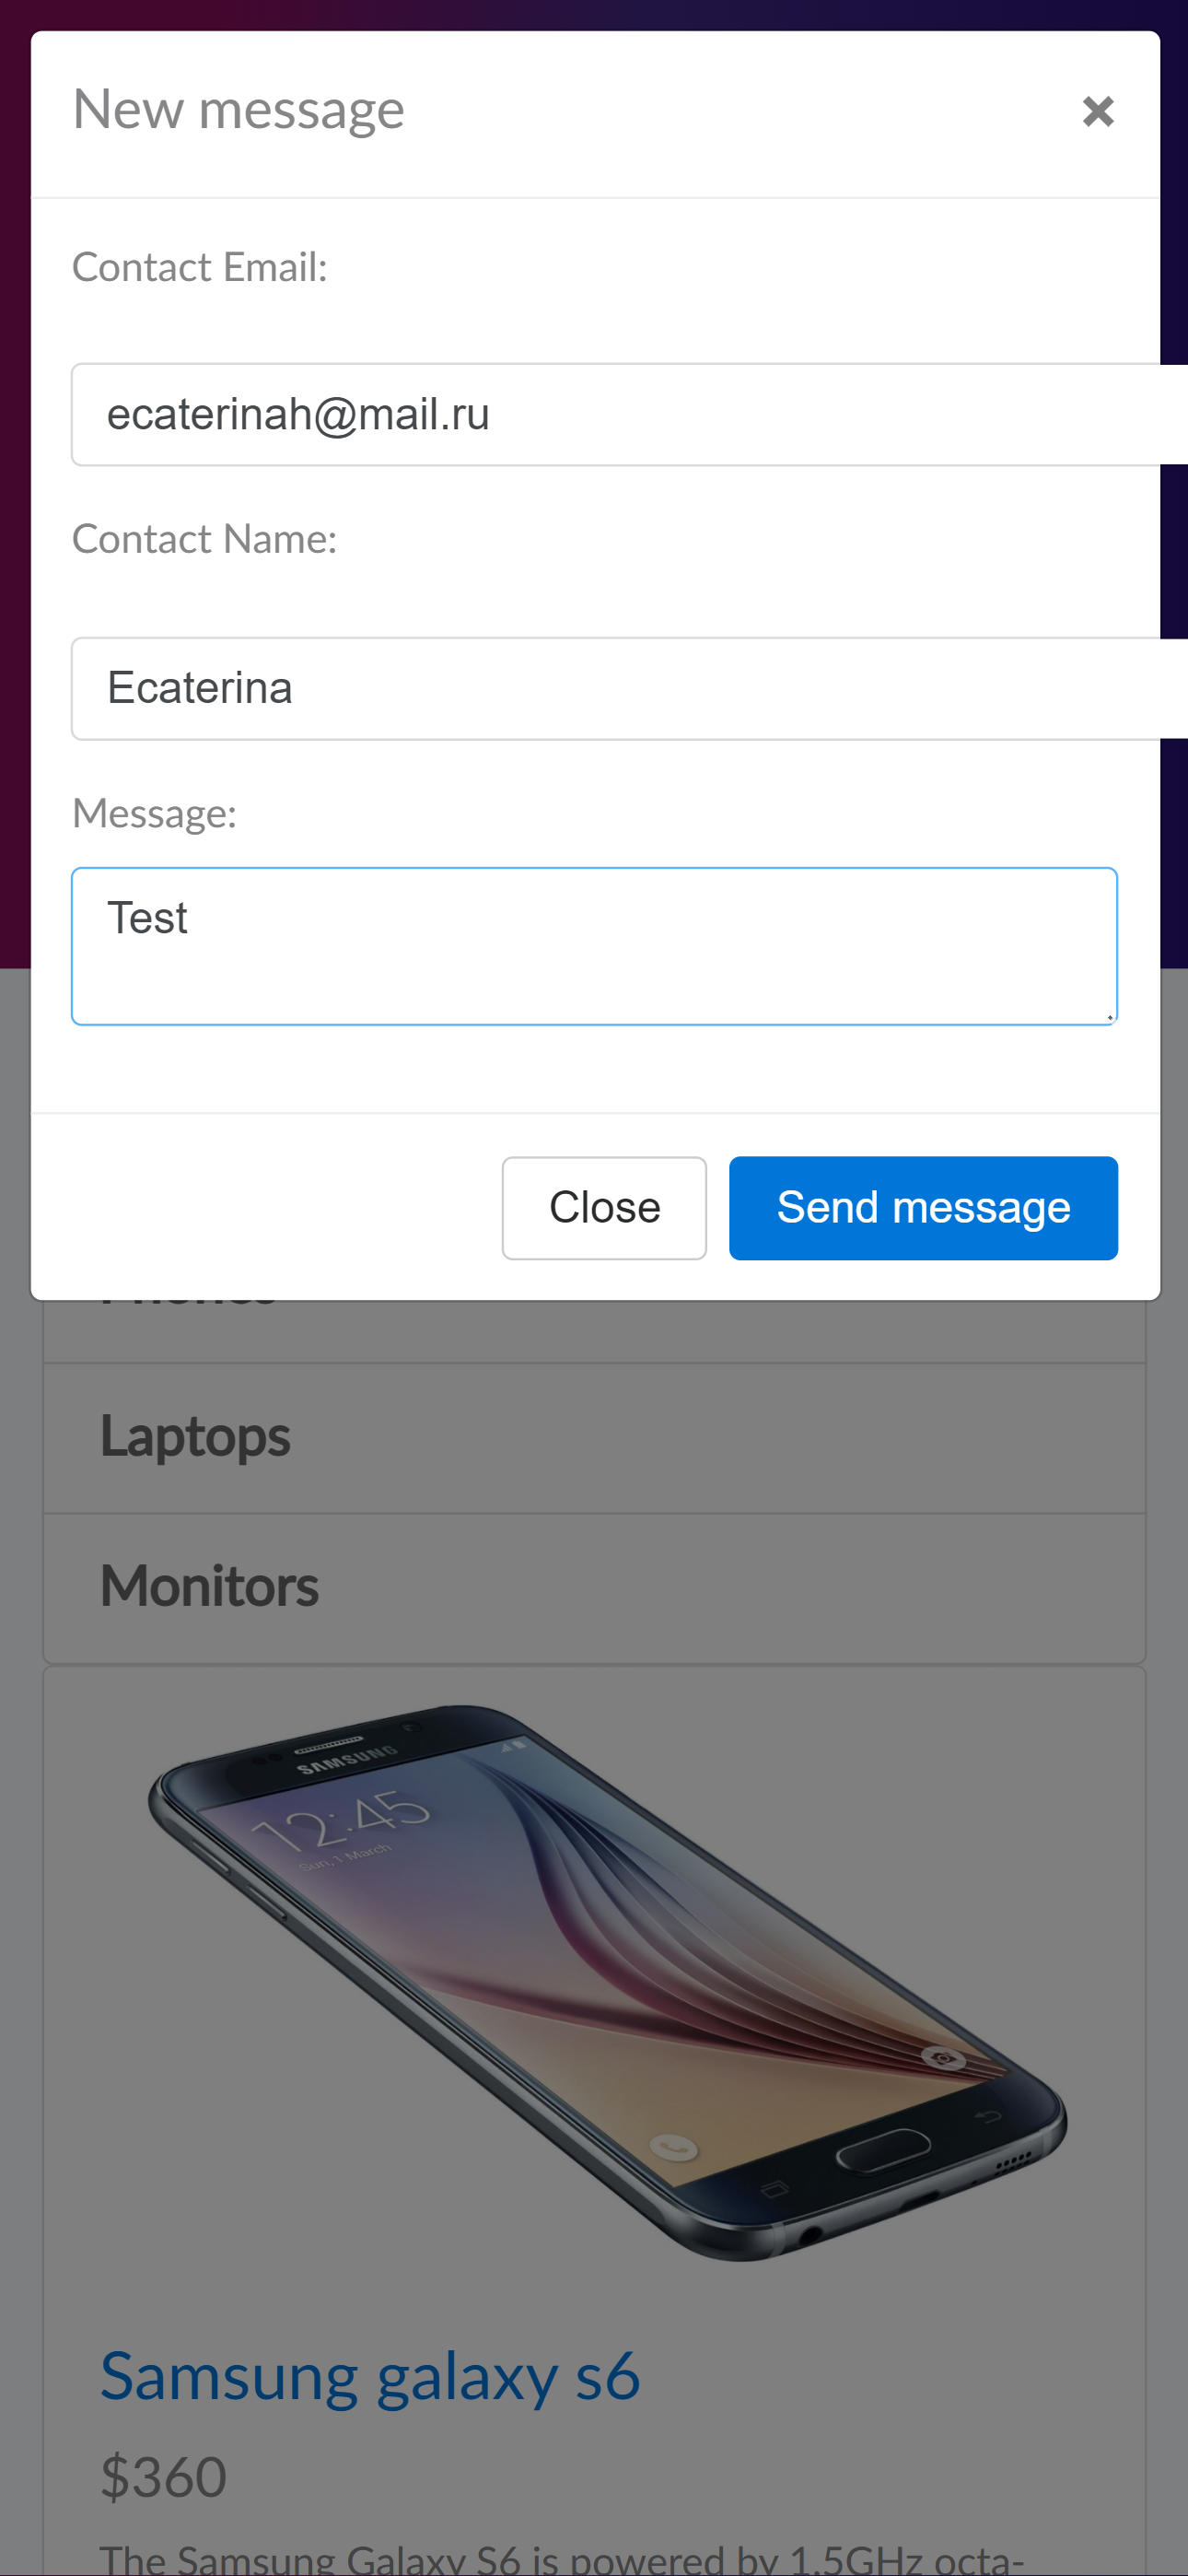 New message
×
Contact Email:
ecaterinah@mail.ru
Contact Name:
Ecaterina
Message:
Test
Close
Send message
Phones
Laptops
Monitors
SAMSUNG
12:45
Sun, 1 March
Samsung galaxy s6
$360
The Samsung Galaxy S6 is powered by 1.5GHz octa-